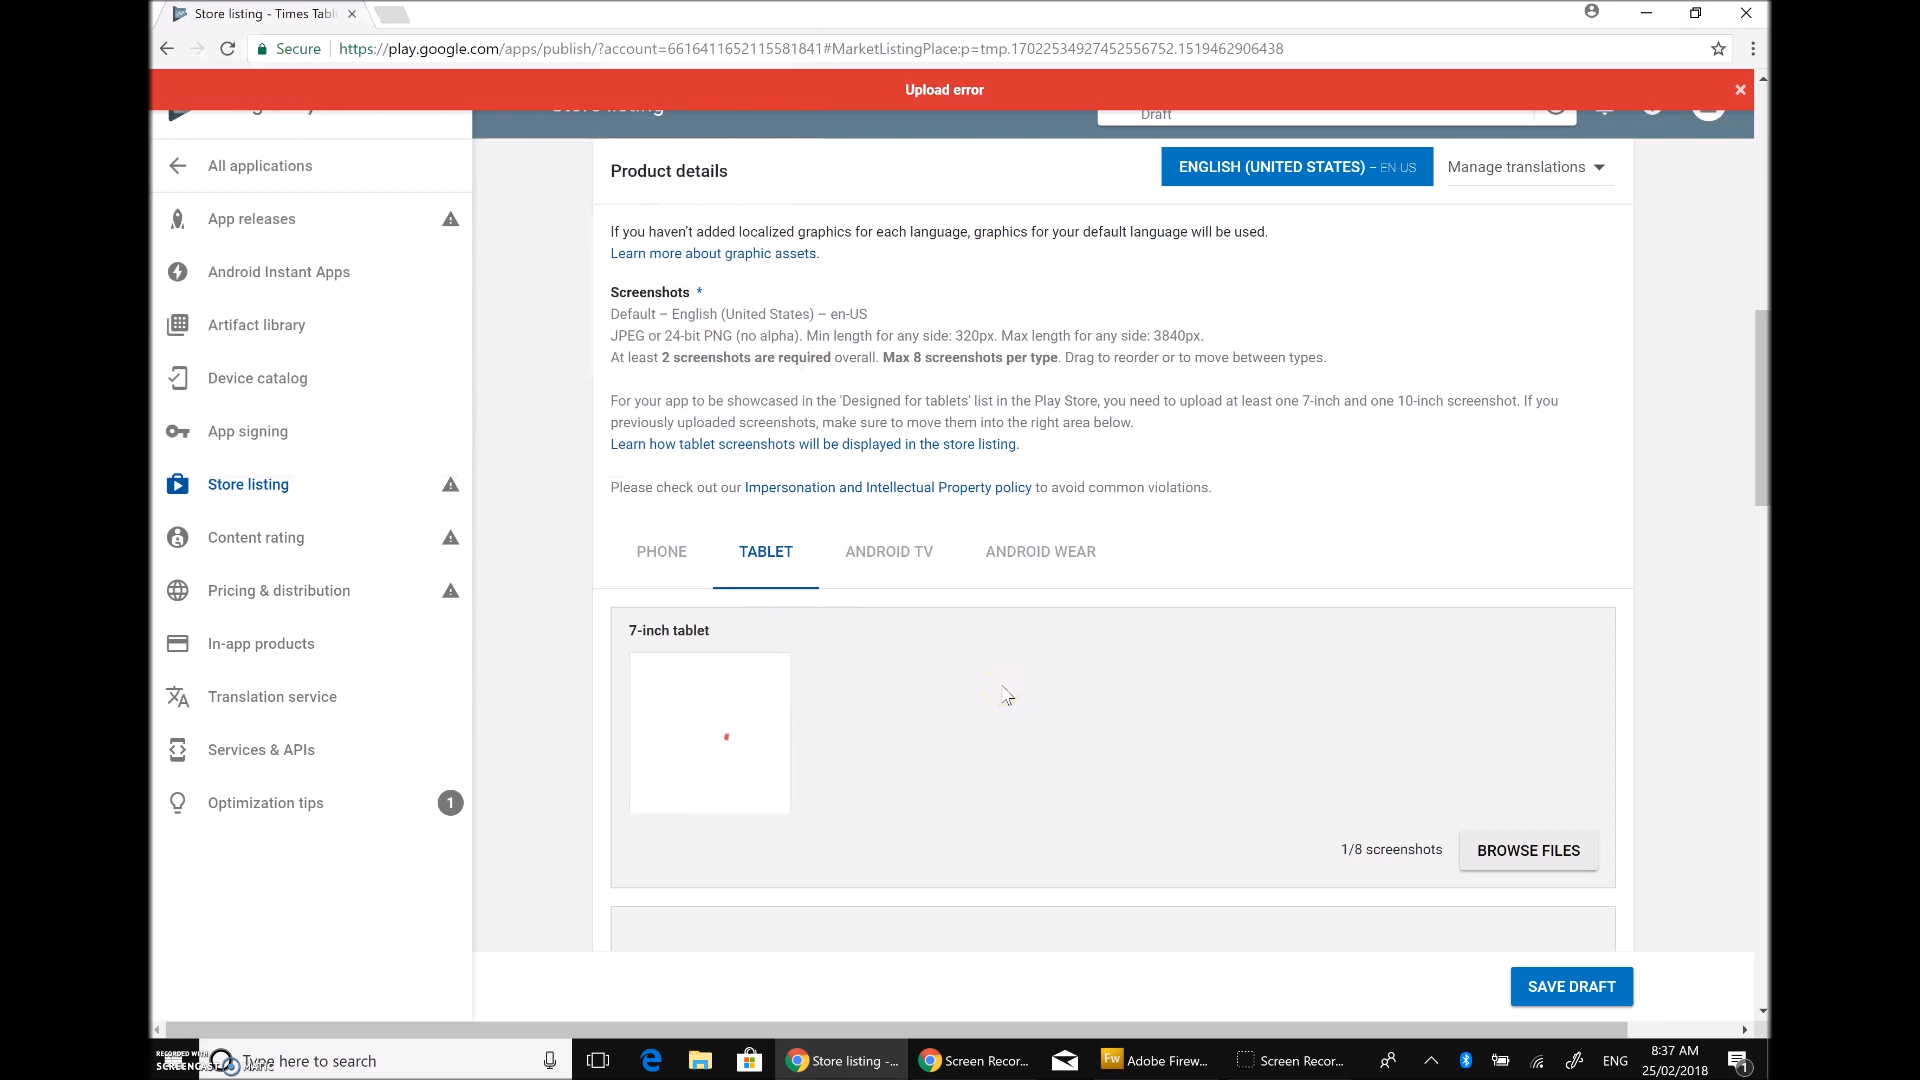 Store listing - Times Tabl
Secure
https://play.google.com/apps/publish/?account=6616411652115581841#MarketListingPlace:p=tmp.17022534927452556752.1519462906438
Upload error
Store listing
Draft
All applications
App releases
Android Instant Apps
Artifact library
Device catalog
App signing
Store listing
Content rating
Pricing & distribution
In-app products
Translation service
Services & APIs
Optimization tips 1
Product details
ENGLISH (UNITED STATES) – EN-US
Manage translations
If you haven't added localized graphics for each language, graphics for your default language will be used.
Learn more about graphic assets.
Screenshots *
Default – English (United States) – en-US
JPEG or 24-bit PNG (no alpha). Min length for any side: 320px. Max length for any side: 3840px.
At least 2 screenshots are required overall. Max 8 screenshots per type. Drag to reorder or to move between types.
For your app to be showcased in the 'Designed for tablets' list in the Play Store, you need to upload at least one 7-inch and one 10-inch screenshot. If you
previously uploaded screenshots, make sure to move them into the right area below.
Learn how tablet screenshots will be displayed in the store listing.
Please check out our Impersonation and Intellectual Property policy to avoid common violations.
PHONE TABLET ANDROID TV ANDROID WEAR
7-inch tablet
1/8 screenshots
BROWSE FILES
SAVE DRAFT
RECORDED WITH
SCREENCAST MATIC
Type here to search
Store listing -...
Screen Recor...
Fw
Adobe Firew...
Screen Recor...
ENG
8:37 AM
25/02/2018
1